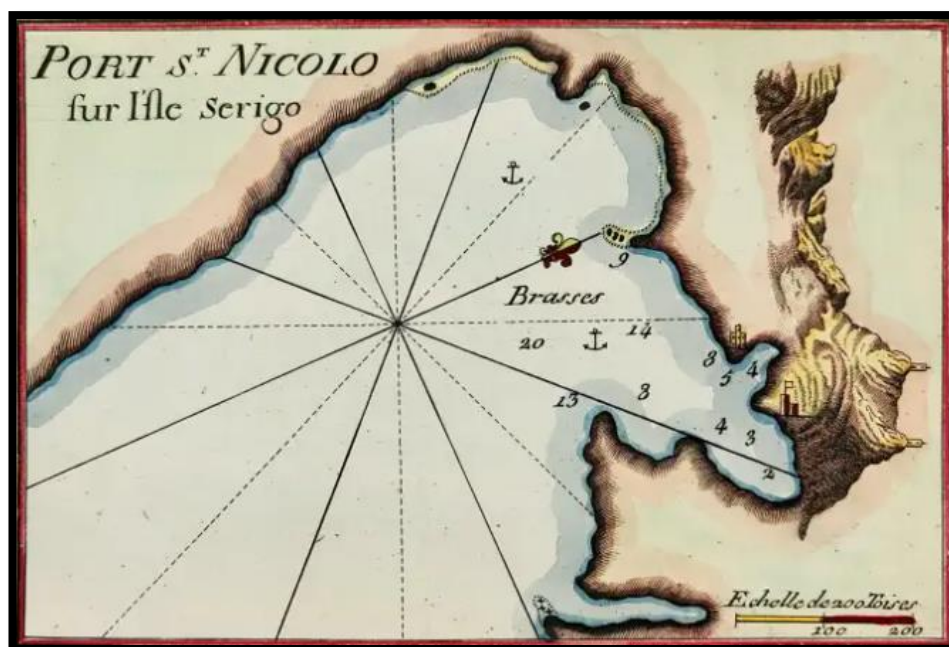 PORT S.T NICOLO
sur l'Isle Serigo
9
Brasses
20 14
8 4
5
13 8
4 3
2
Echelle de 200 Toises
100 200